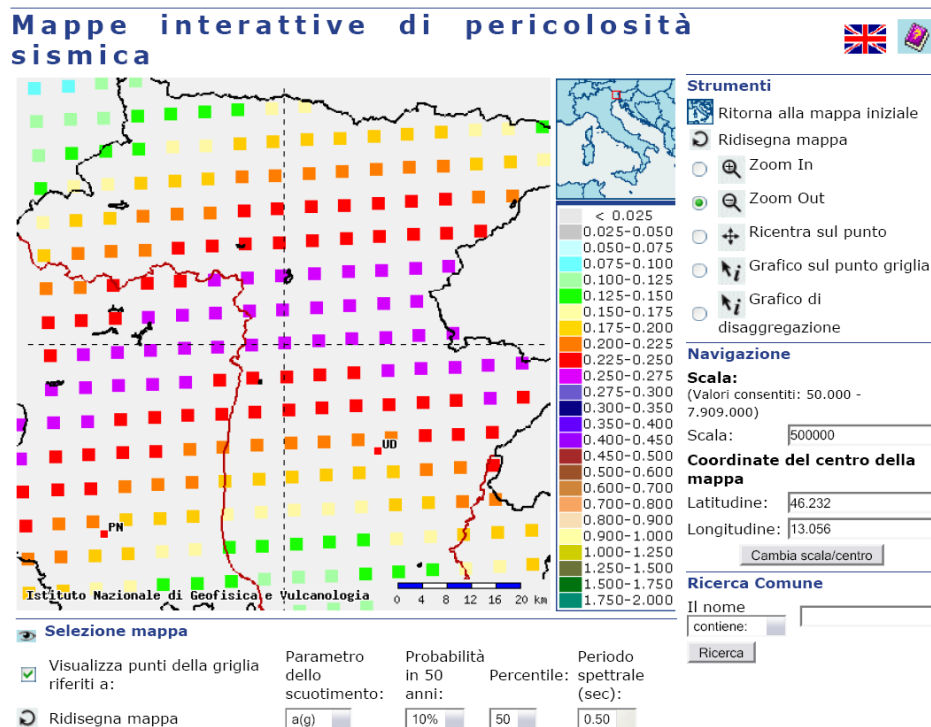 Mappe interattive di pericolosità
sismica
UD
PN
Istituto Nazionale di Geofisica e Vulcanologia
0 4 8 12 16 20 km
< 0.025
0.025-0.050
0.050-0.075
0.075-0.100
0.100-0.125
0.125-0.150
0.150-0.175
0.175-0.200
0.200-0.225
0.225-0.250
0.250-0.275
0.275-0.300
0.300-0.350
0.350-0.400
0.400-0.450
0.450-0.500
0.500-0.600
0.600-0.700
0.700-0.800
0.800-0.900
0.900-1.000
1.000-1.250
1.250-1.500
1.500-1.750
1.750-2.000
Strumenti
Ritorna alla mappa iniziale
Ridisegna mappa
Zoom In
Zoom Out
Ricentra sul punto
Grafico sul punto griglia
Grafico di
disaggregazione
Navigazione
Scala:
(Valori consentiti: 50.000 -
7.909.000)
Scala: 500000
Coordinate del centro della
mappa
Latitudine: 46.232
Longitudine: 13.056
Cambia scala/centro
Ricerca Comune
Il nome
contiene:
Ricerca
Selezione mappa
Visualizza punti della griglia
riferiti a:
Ridisegna mappa
Parametro
dello
scuotimento:
a(g)
Probabilità
in 50
anni:
10%
Percentile:
50
Periodo
spettrale
(sec):
0.50